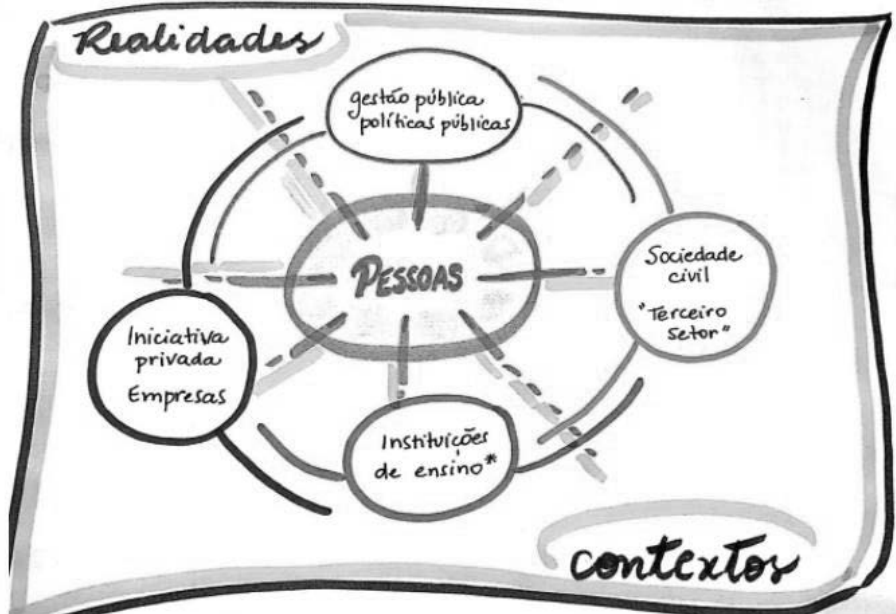 Realidades
gestão pública
políticas públicas
PESSOAS
Sociedade
civil
"Terceiro
Setor"
Iniciativa
privada
Empresas
Instituições
de ensino*
contextos